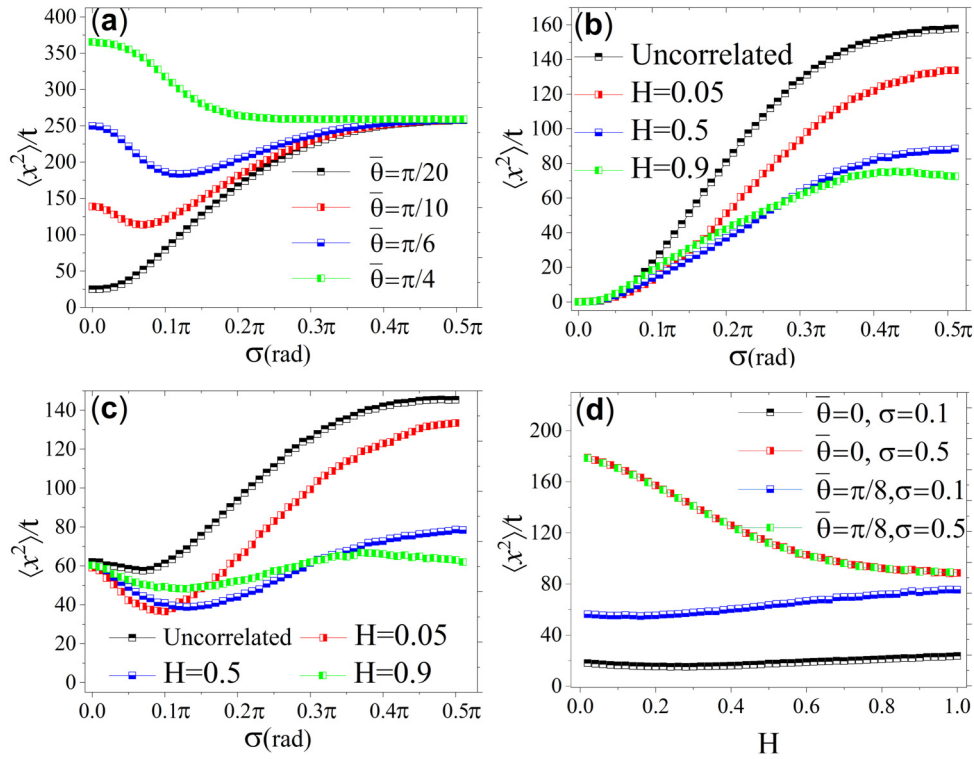 (a)
⟨x²⟩/t
400
350
300
250
200
150
100
50
0
θ̄=π/20
θ̄=π/10
θ̄=π/6
θ̄=π/4
0.0 0.1π 0.2π 0.3π 0.4π 0.5π
σ(rad)
(b)
⟨x²⟩/t
160
140
120
100
80
60
40
20
0
Uncorrelated
H=0.05
H=0.5
H=0.9
0.0 0.1π 0.2π 0.3π 0.4π 0.5π
σ(rad)
(c)
⟨x²⟩/t
140
120
100
80
60
40
20
0
Uncorrelated H=0.05
H=0.5 H=0.9
0.0 0.1π 0.2π 0.3π 0.4π 0.5π
σ(rad)
(d)
⟨x²⟩/t
200
160
120
80
40
0
θ̄=0, σ=0.1
θ̄=0, σ=0.5
θ̄=π/8,σ=0.1
θ̄=π/8,σ=0.5
0.0 0.2 0.4 0.6 0.8 1.0
H